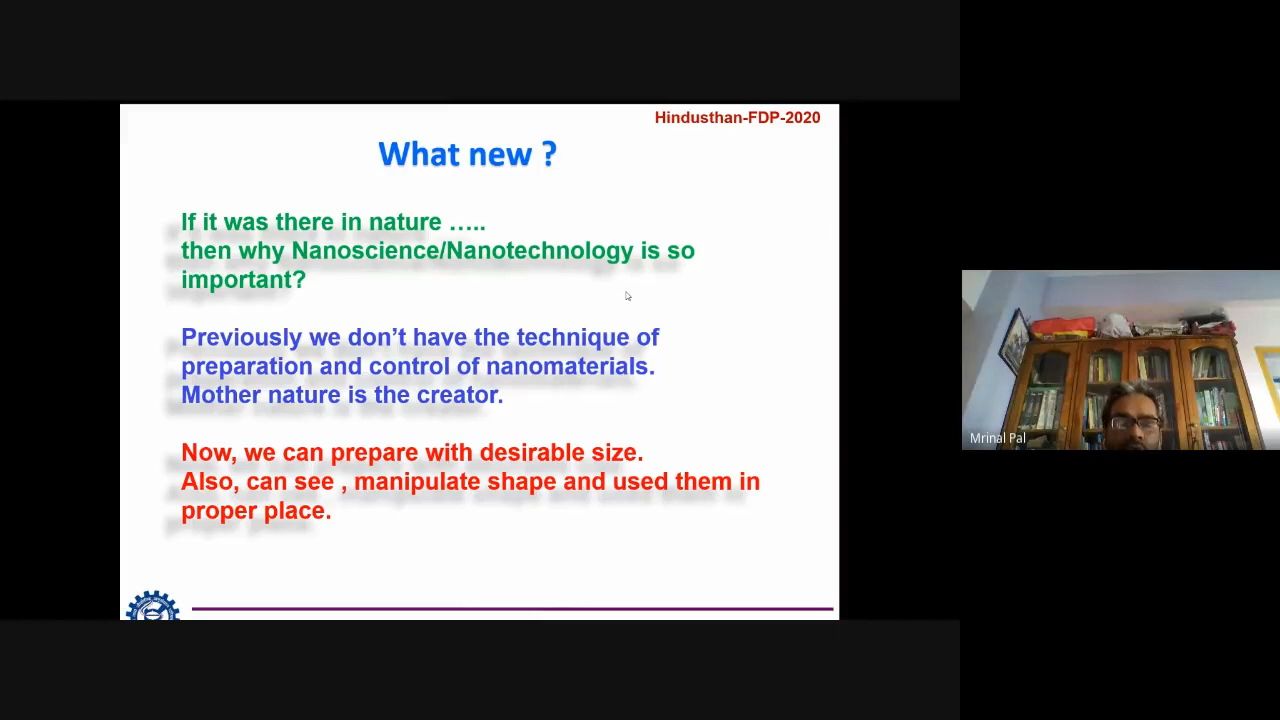 Hindusthan-FDP-2020
What new ?
If it was there in nature …..
then why Nanoscience/Nanotechnology is so
important?
Previously we don’t have the technique of
preparation and control of nanomaterials.
Mother nature is the creator.
Now, we can prepare with desirable size.
Also, can see , manipulate shape and used them in
proper place.
Mrinal Pal